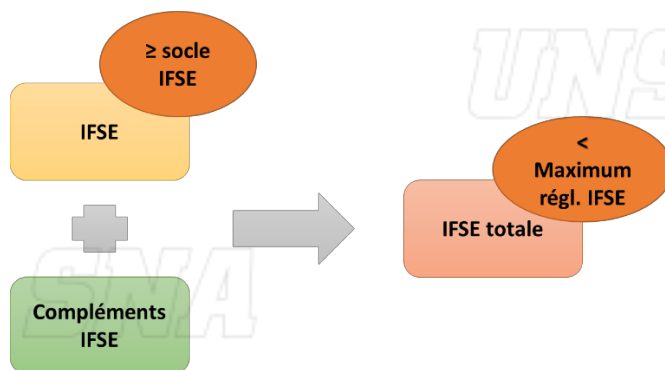 ≥ socle
IFSE
IFSE
Compléments
IFSE
<
Maximum
régl. IFSE
IFSE totale
UNS
SNA